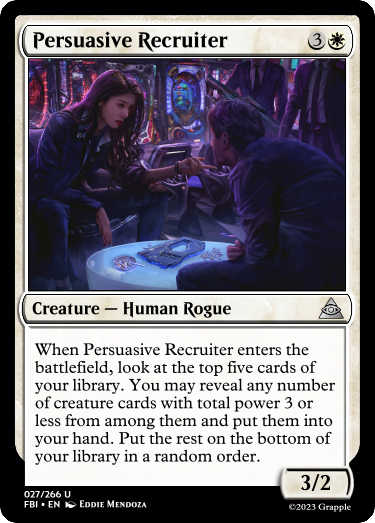 Persuasive Recruiter 3
Creature — Human Rogue
When Persuasive Recruiter enters the
battlefield, look at the top five cards of
your library. You may reveal any number
of creature cards with total power 3 or
less from among them and put them into
your hand. Put the rest on the bottom of
your library in a random order.
3/2
027/266 U
FBI • EN Eddie Mendoza
©2023 Grapple